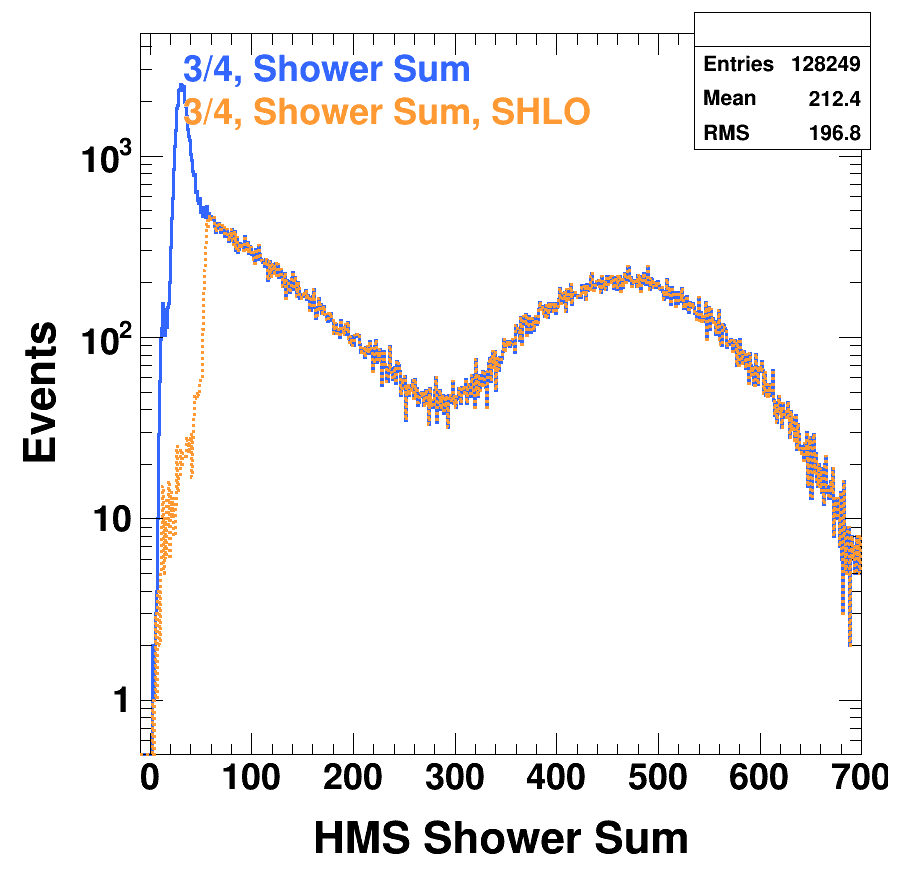 3/4, Shower Sum
3/4, Shower Sum, SHLO
Entries 128249
Mean 212.4
RMS 196.8
10³
10²
10
1
Events
0 100 200 300 400 500 600 700
HMS Shower Sum